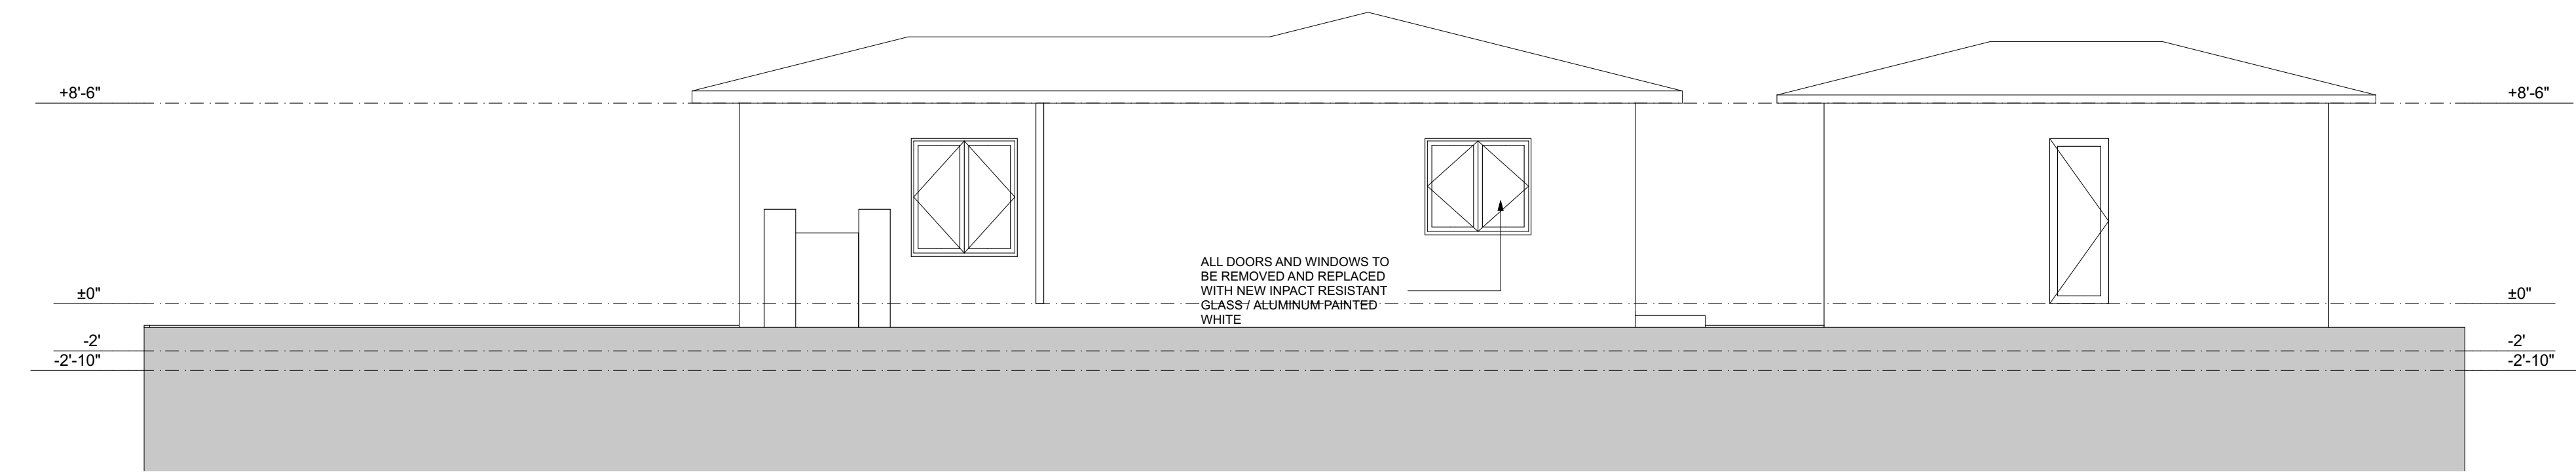 +8'-6"
+8'-6"
ALL DOORS AND WINDOWS TO
BE REMOVED AND REPLACED
WITH NEW INPACT RESISTANT
GLASS / ALUMINUM PAINTED
WHITE
±0"
±0"
-2'
-2'
-2'-10"
-2'-10"